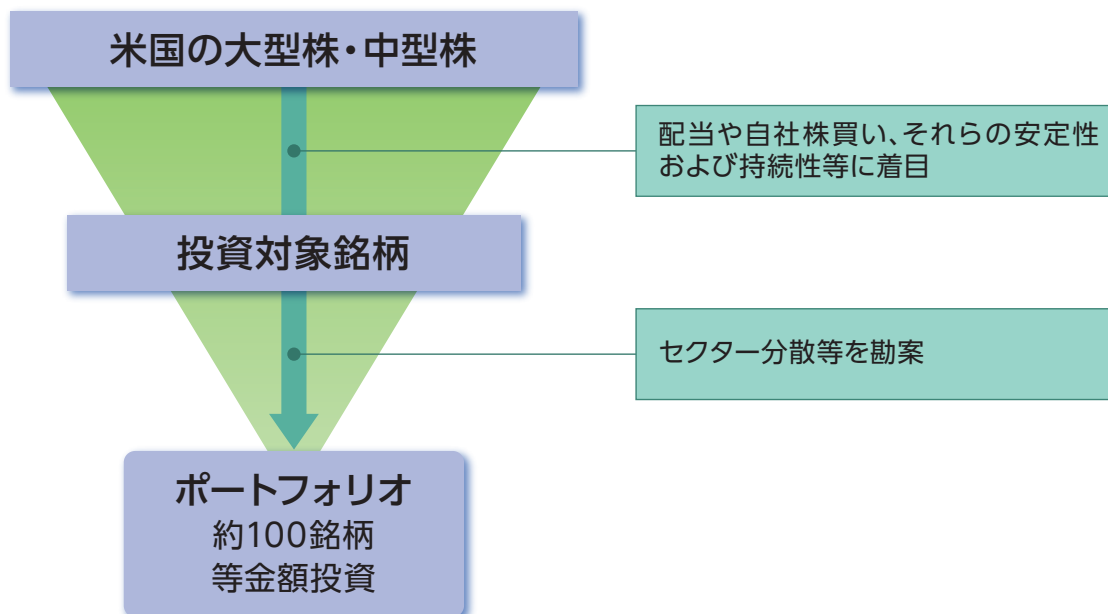 米国の大型株・中型株
配当や自社株買い、それらの安定性
および持続性等に着目
投資対象銘柄
セクター分散等を勘案
ポートフォリオ
約100銘柄
等金額投資